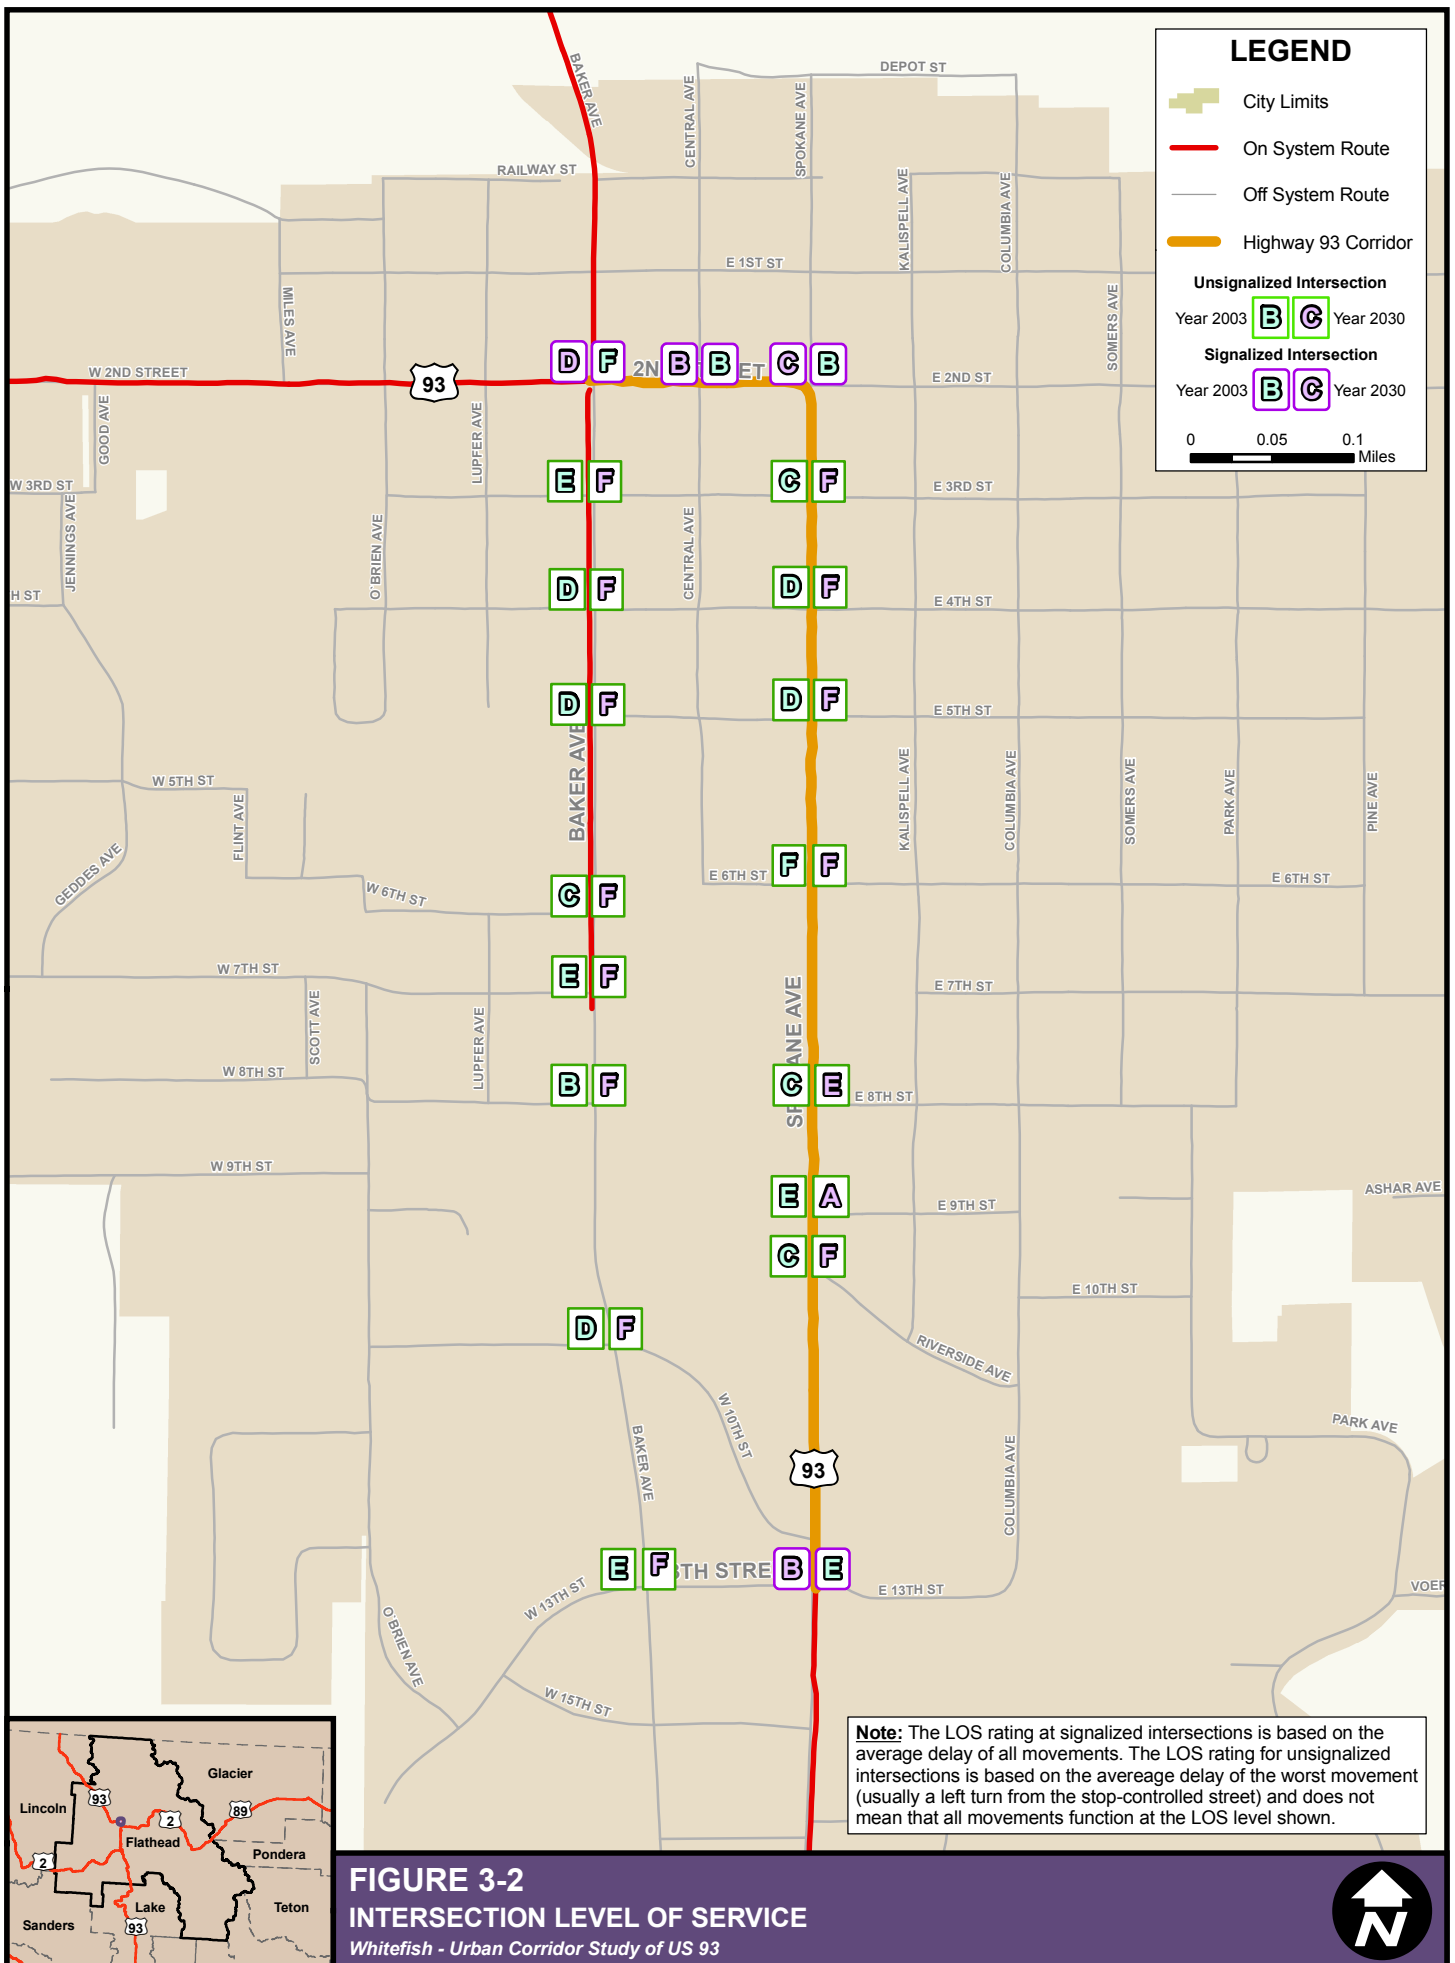 LEGEND
City Limits
On System Route
Off System Route
Highway 93 Corridor
Unsignalized Intersection
Year 2003 B C Year 2030
Signalized Intersection
Year 2003 B C Year 2030
0 0.05 0.1
Miles
DEPOT ST
BAKER AVE
CENTRAL AVE
SPOKANE AVE
RAILWAY ST
KALISPELL AVE
COLUMBIA AVE
E 1ST ST
MILES AVE
SOMERS AVE
D F B B C B
2N ET
W 2ND STREET
93
E 2ND ST
GOOD AVE
LUPFER AVE
W 3RD ST
E F C F
E 3RD ST
JENNINGS AVE
O'BRIEN AVE
CENTRAL AVE
H ST
D F D F
E 4TH ST
D F D F
E 5TH ST
BAKER AVE
W 5TH ST
FLINT AVE
KALISPELL AVE
COLUMBIA AVE
SOMERS AVE
PARK AVE
PINE AVE
GEDDES AVE
F F
E 6TH ST
E 6TH ST
W 6TH ST
C F
W 7TH ST
E F
E 7TH ST
SCOTT AVE
LUPFER AVE
SP ANE AVE
W 8TH ST
B F C E
E 8TH ST
W 9TH ST
E A
E 9TH ST
ASHAR AVE
C F
E 10TH ST
D F
RIVERSIDE AVE
W 10TH ST
PARK AVE
BAKER AVE
93
COLUMBIA AVE
E F 3TH STRE B E
W 13TH ST
E 13TH ST
VOER
O'BRIEN AVE
W 15TH ST
Note: The LOS rating at signalized intersections is based on the
average delay of all movements. The LOS rating for unsignalized
intersections is based on the avereage delay of the worst movement
(usually a left turn from the stop-controlled street) and does not
mean that all movements function at the LOS level shown.
Glacier
93
Lincoln
2
89
Flathead
2
Pondera
Lake
Teton
Sanders
93
FIGURE 3-2
INTERSECTION LEVEL OF SERVICE
Whitefish - Urban Corridor Study of US 93
N